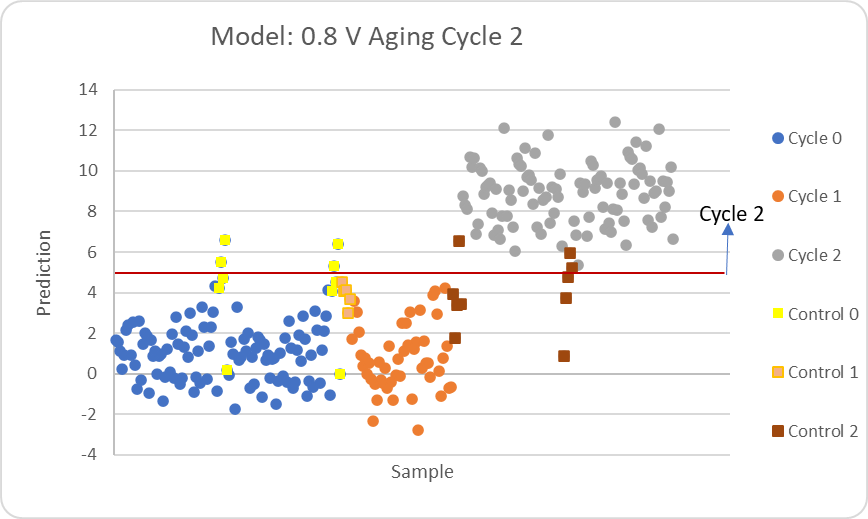 Model: 0.8 V Aging Cycle 2
14
12
10
8
6
4
2
0
-2
-4
Prediction
Sample
Cycle 2
Cycle 0
Cycle 1
Cycle 2
Control 0
Control 1
Control 2